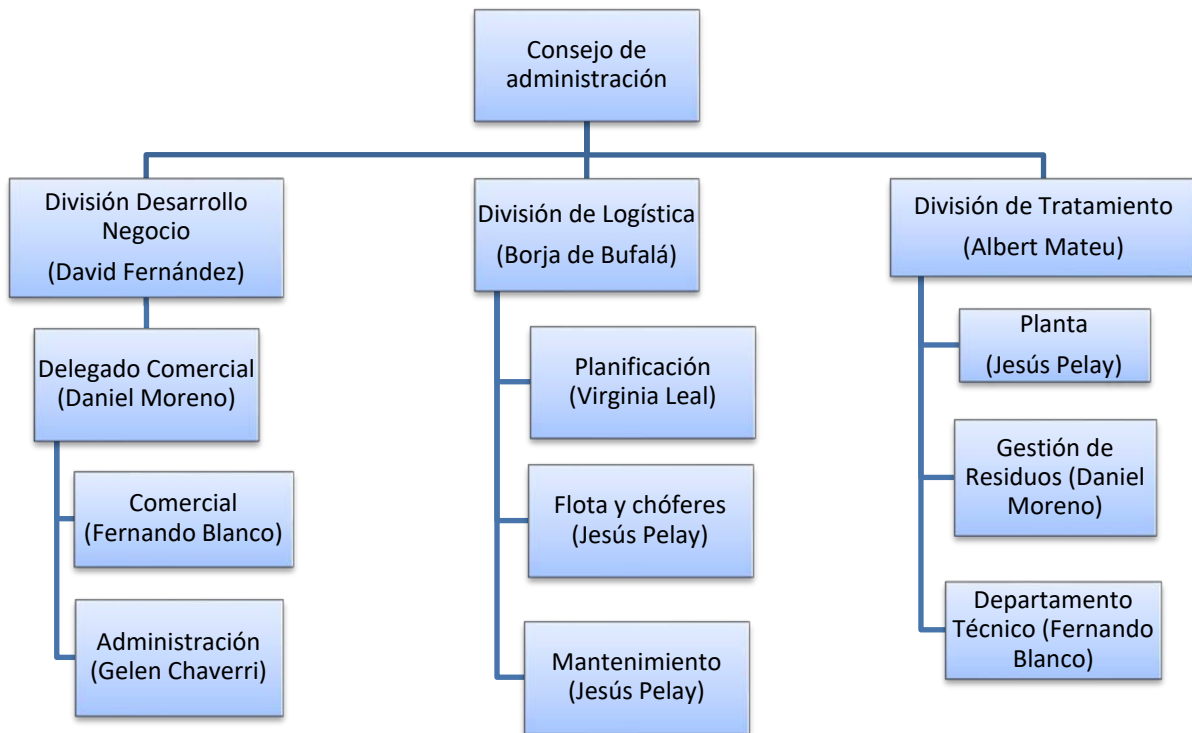 Consejo de
administración
División Desarrollo
Negocio
(David Fernández)
División de Logística
(Borja de Bufalá)
División de Tratamiento
(Albert Mateu)
Delegado Comercial
(Daniel Moreno)
Comercial
(Fernando Blanco)
Administración
(Gelen Chaverri)
Planificación
(Virginia Leal)
Flota y chóferes
(Jesús Pelay)
Mantenimiento
(Jesús Pelay)
Planta
(Jesús Pelay)
Gestión de
Residuos (Daniel
Moreno)
Departamento
Técnico (Fernando
Blanco)